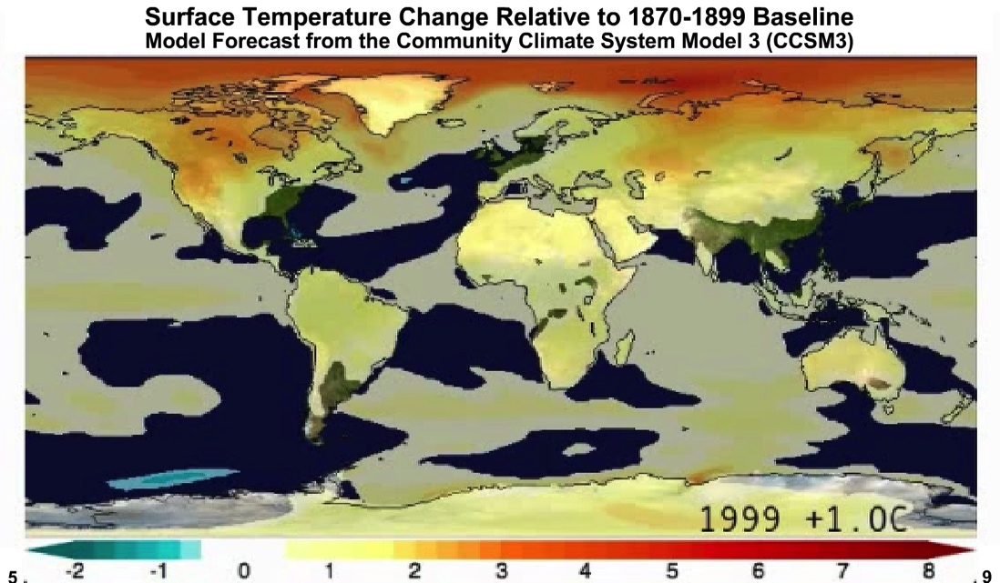 Surface Temperature Change Relative to 1870-1899 Baseline
Model Forecast from the Community Climate System Model 3 (CCSM3)
1999 +1.0C
-2 -1 0 1 2 3 4 5 6 7 8
5 . . 9